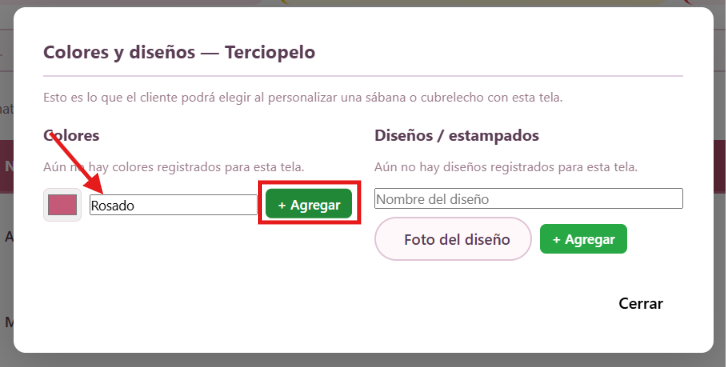 Colores y diseños — Terciopelo
Esto es lo que el cliente podrá elegir al personalizar una sábana o cubrelecho con esta tela.
Colores
Aún no hay colores registrados para esta tela.
Rosado
+ Agregar
Diseños / estampados
Aún no hay diseños registrados para esta tela.
Nombre del diseño
Foto del diseño
+ Agregar
Cerrar